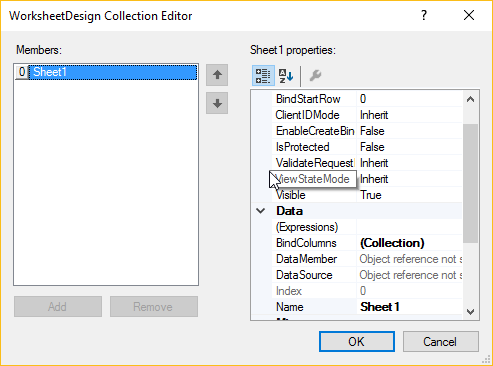 WorksheetDesign Collection Editor ?
Members:
0 Sheet1
Add Remove
Sheet1 properties:
BindStartRow 0
ClientIDMode Inherit
EnableCreateBin False
IsProtected False
ValidateRequest Inherit
ViewStateMode Inherit
Visible True
Data
(Expressions)
BindColumns (Collection)
DataMember Object reference not s
DataSource Object reference not s
Index 0
Name Sheet1
OK Cancel